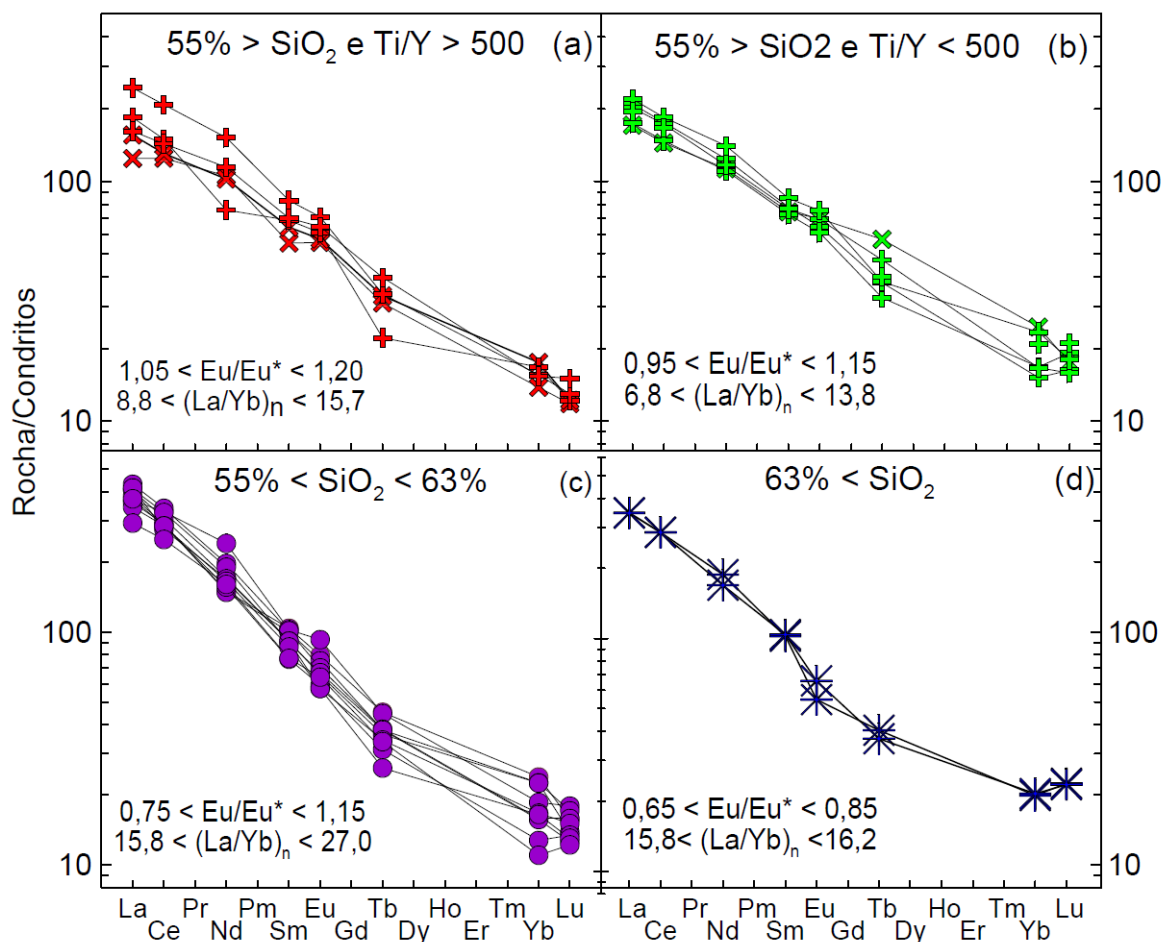 55% > SiO₂ e Ti/Y > 500 (a)
1,05 < Eu/Eu* < 1,20
8,8 < (La/Yb)n < 15,7
55% > SiO2 e Ti/Y < 500 (b)
0,95 < Eu/Eu* < 1,15
6,8 < (La/Yb)ₙ < 13,8
100
10
100
10
Rocha/Condritos
55% < SiO₂ < 63% (c)
0,75 < Eu/Eu* < 1,15
15,8 < (La/Yb)ₙ < 27,0
63% < SiO₂ (d)
0,65 < Eu/Eu* < 0,85
15,8< (La/Yb)ₙ <16,2
100
10
100
10
La Pr Pm Eu Tb Ho Tm Lu
Ce Nd Sm Gd Dy Er Yb
La Pr Pm Eu Tb Ho Tm Lu
Ce Nd Sm Gd Dy Er Yb